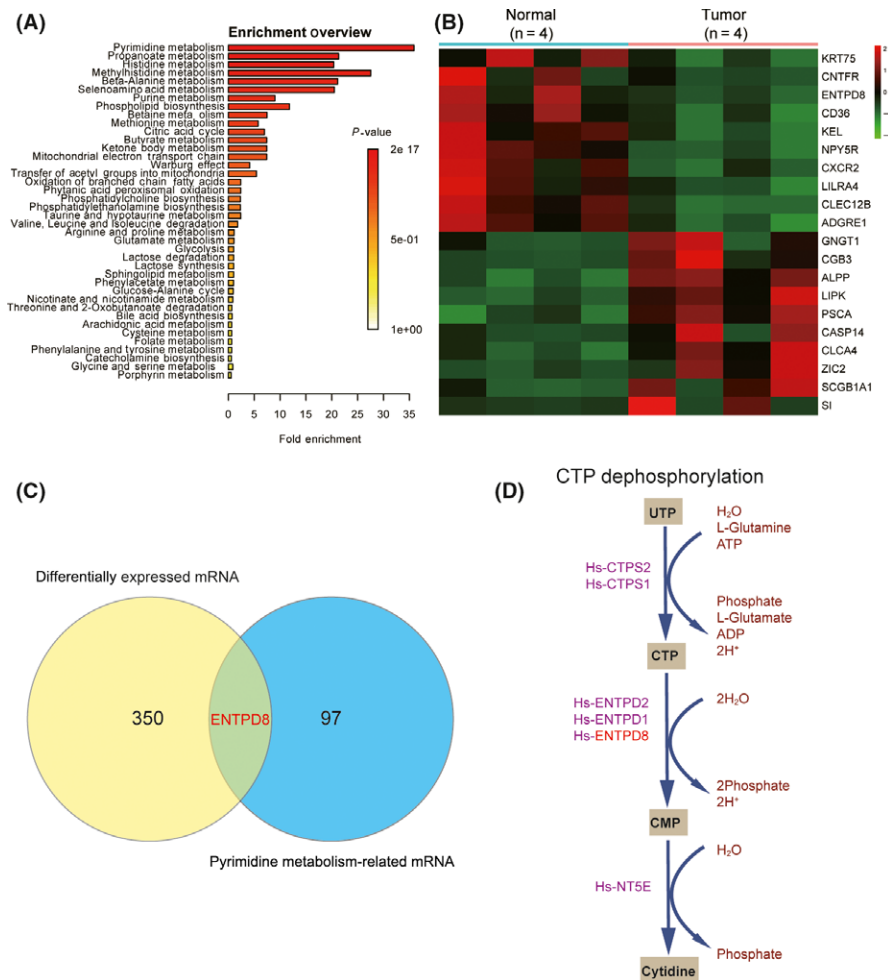 (A)
Enrichment overview
Pyrimidine metabolism
Propanoate metabolism
Histidine metabolism
Methylhistidine metabolism
Beta-Alanine metabolism
Selenoamino acid metabolism
Purine metabolism
Phospholipid biosynthesis
Betaine meta olism
Methionine metabolism
Citric acid cycle
Butyrate metabolism
Ketone body metabolism
Mitochondrial electron transport chain
Warburg effect
Transfer of acetyl groups into mitochondria
Oxidation of branched chain fatty acids
Phytanic acid peroxisomal oxidation
Phosphatidylcholine biosynthesis
Phosphatidylethanolamine biosynthesis
Taurine and hypotaurine metabolism
Valine, Leucine and Isoleucine degradation
Arginine and proline metabolism
Glutamate metabolism
Glycolysis
Lactose degradation
Lactose synthesis
Sphingolipid metabolism
Phenylacetate metabolism
Glucose-Alanine cycle
Nicotinate and nicotinamide metabolism
Threonine and 2-Oxobutanoate degradation
Bile acid biosynthesis
Arachidonic acid metabolism
Cysteine metabolism
Folate metabolism
Phenylalanine and tyrosine metabolism
Catecholamine biosynthesis
Glycine and serine metabolis
Porphyrin metabolism
0 5 10 15 20 25 30 35
Fold enrichment
P-value
2e 17
5e-01
1e+00
(B)
Normal
(n = 4)
Tumor
(n = 4)
KRT75
CNTFR
ENTPD8
CD36
KEL
NPY5R
CXCR2
LILRA4
CLEC12B
ADGRE1
GNGT1
CGB3
ALPP
LIPK
PSCA
CASP14
CLCA4
ZIC2
SCGB1A1
SI
2
1
0
(C)
Differentially expressed mRNA
350
ENTPD8
97
Pyrimidine metabolism-related mRNA
(D)
CTP dephosphorylation
UTP
H₂O
L-Glutamine
ATP
Hs-CTPS2
Hs-CTPS1
Phosphate
L-Glutamate
ADP
2H⁺
CTP
Hs-ENTPD2
Hs-ENTPD1
Hs-ENTPD8
2H₂O
2Phosphate
2H⁺
CMP
H₂O
Hs-NT5E
Phosphate
Cytidine